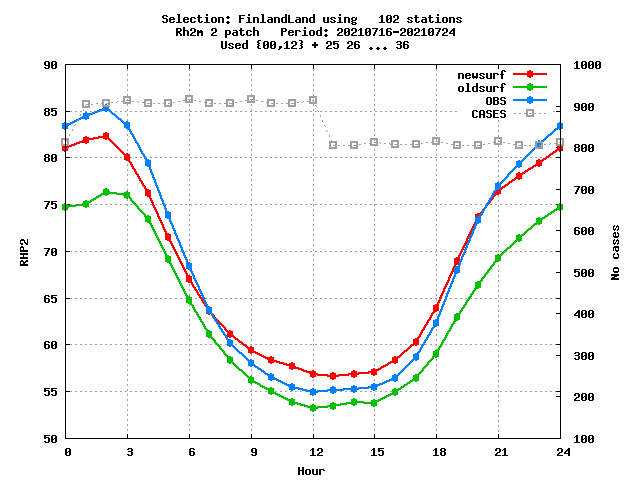 Selection: FinlandLand using   102 stations
Rh2m 2 patch   Period: 20210716-20210724
Used {00,12} + 25 26 ... 36
newsurf
oldsurf
OBS
CASES
90
85
80
75
70
65
60
55
50
RHP2
1000
900
800
700
600
500
400
300
200
100
No cases
0 3 6 9 12 15 18 21 24
Hour